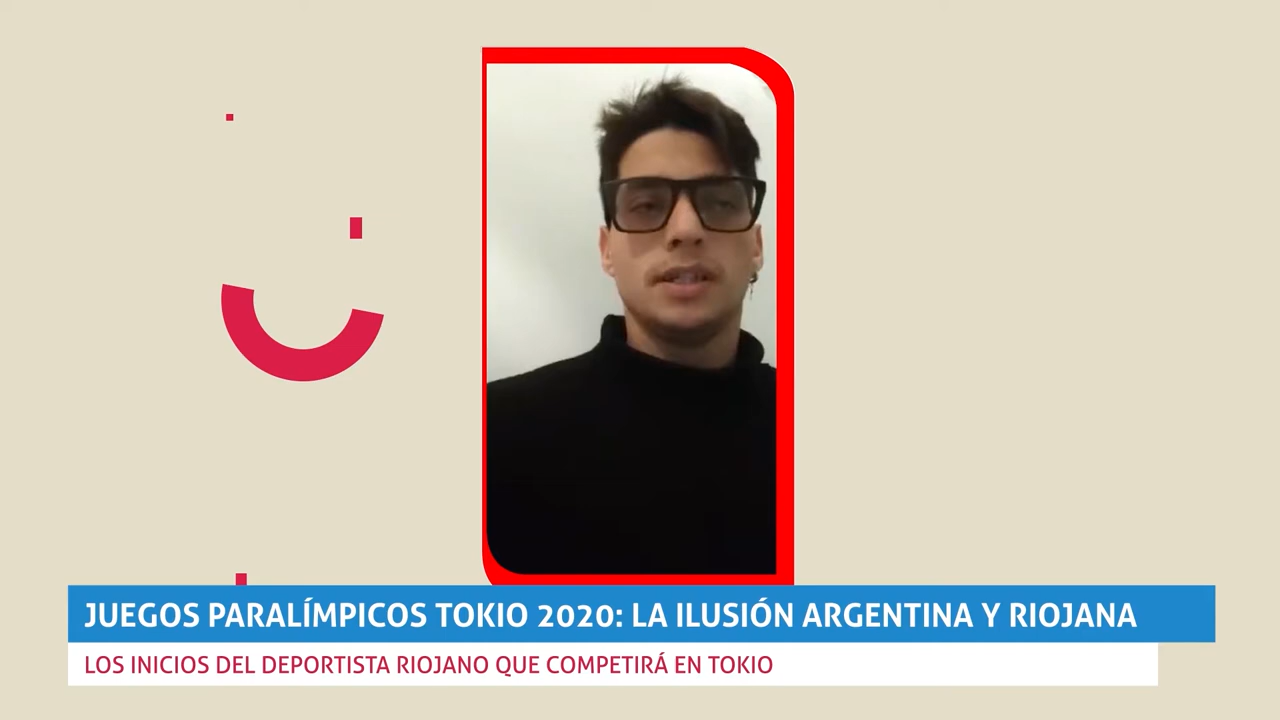 JUEGOS PARALÍMPICOS TOKIO 2020: LA ILUSIÓN ARGENTINA Y RIOJANA
LOS INICIOS DEL DEPORTISTA RIOJANO QUE COMPETIRÁ EN TOKIO